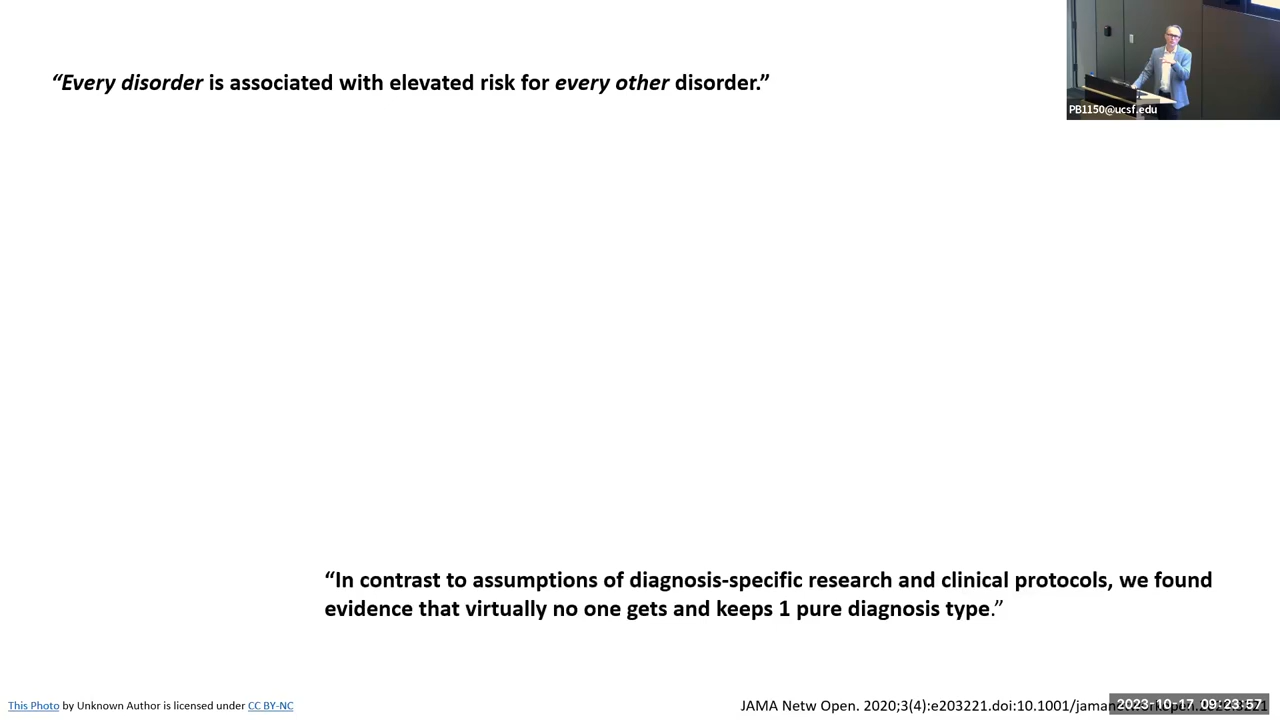 “Every disorder is associated with elevated risk for every other disorder.”
PB1150@ucsf.edu
“In contrast to assumptions of diagnosis-specific research and clinical protocols, we found
evidence that virtually no one gets and keeps 1 pure diagnosis type.”
This Photo by Unknown Author is licensed under CC BY-NC
JAMA Netw Open. 2020;3(4):e203221.doi:10.1001/jama
2023-10-17 09:23:57